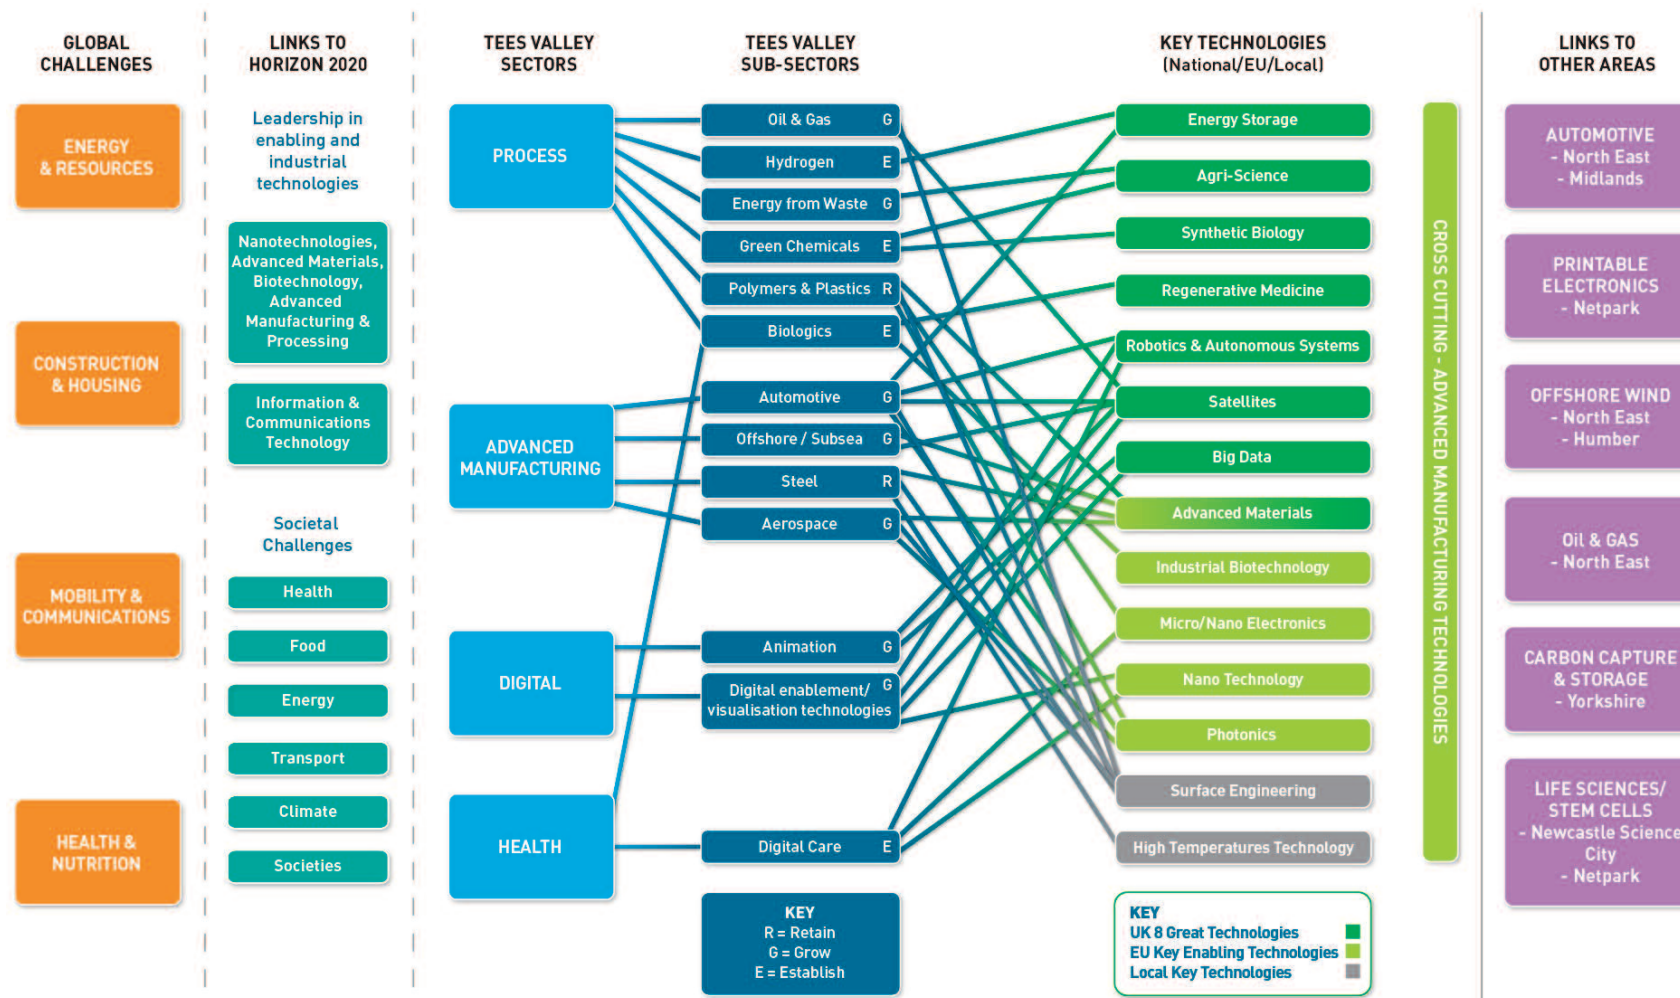 GLOBAL
CHALLENGES
ENERGY
& RESOURCES
CONSTRUCTION
& HOUSING
MOBILITY &
COMMUNICATIONS
HEALTH &
NUTRITION
LINKS TO
HORIZON 2020
Leadership in
enabling and
industrial
technologies
Nanotechnologies,
Advanced Materials,
Biotechnology,
Advanced
Manufacturing &
Processing
Information &
Communications
Technology
Societal
Challenges
Health
Food
Energy
Transport
Climate
Societies
TEES VALLEY
SECTORS
PROCESS
ADVANCED
MANUFACTURING
DIGITAL
HEALTH
TEES VALLEY
SUB-SECTORS
Oil & Gas G
Hydrogen E
Energy from Waste G
Green Chemicals E
Polymers & Plastics R
Biologics E
Automotive G
Offshore / Subsea G
Steel R
Aerospace G
Animation G
Digital enablement/ G
visualisation technologies
Digital Care E
KEY
R = Retain
G = Grow
E = Establish
KEY TECHNOLOGIES
(National/EU/Local)
Energy Storage
Agri-Science
Synthetic Biology
Regenerative Medicine
Robotics & Autonomous Systems
Satellites
Big Data
Advanced Materials
Industrial Biotechnology
Micro/Nano Electronics
Nano Technology
Photonics
Surface Engineering
High Temperatures Technology
KEY
UK 8 Great Technologies
EU Key Enabling Technologies
Local Key Technologies
CROSS CUTTING - ADVANCED MANUFACTURING TECHNOLOGIES
LINKS TO
OTHER AREAS
AUTOMOTIVE
- North East
- Midlands
PRINTABLE
ELECTRONICS
- Netpark
OFFSHORE WIND
- North East
- Humber
Oil & GAS
- North East
CARBON CAPTURE
& STORAGE
- Yorkshire
LIFE SCIENCES/
STEM CELLS
- Newcastle Science
City
- Netpark